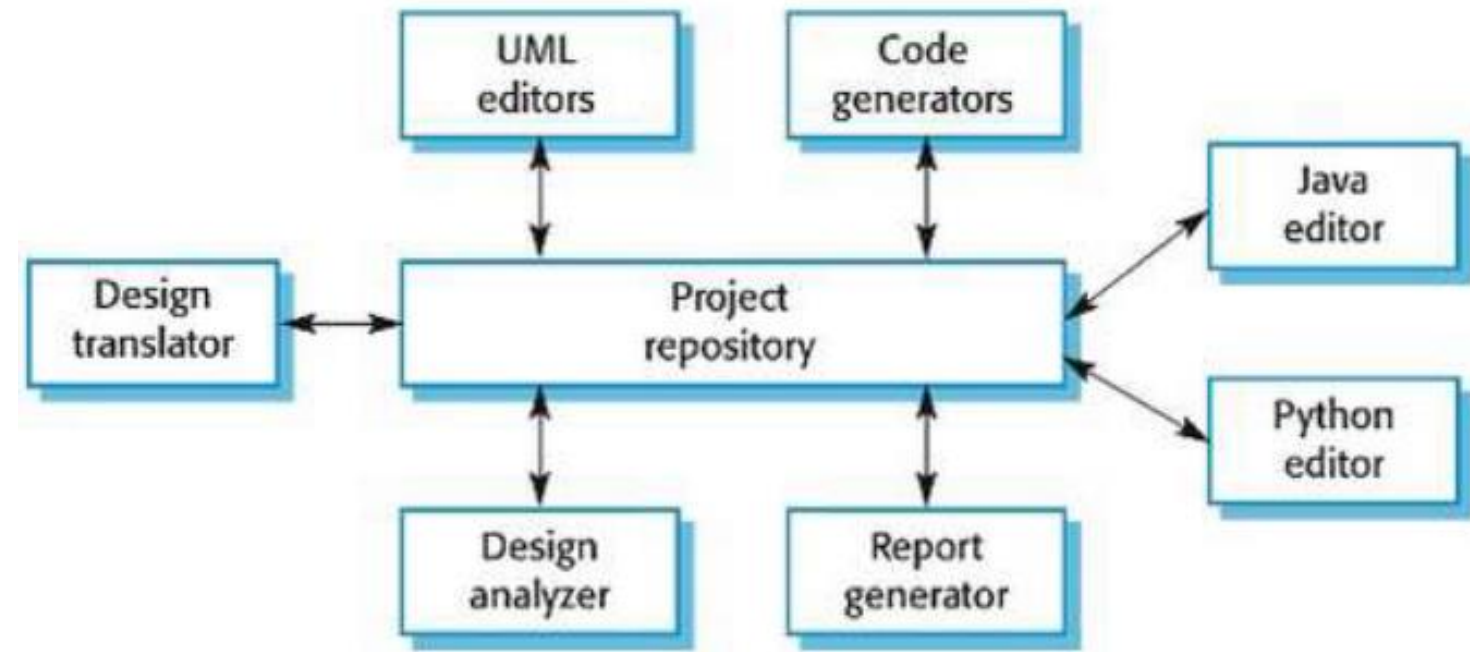 UML
editors
Code
generators
Java
editor
Design
translator
Project
repository
Python
editor
Design
analyzer
Report
generator